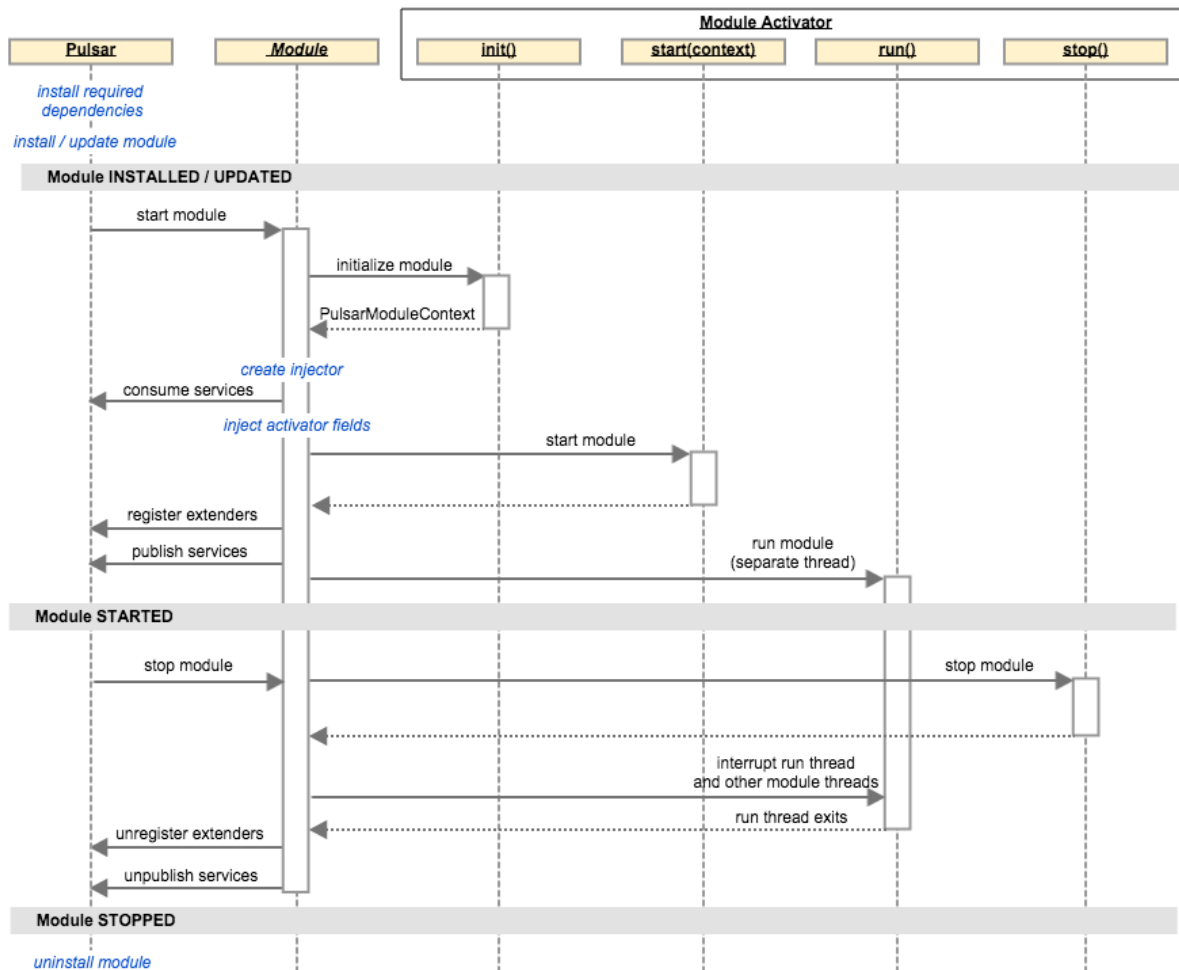 Module Activator
Pulsar
Module
init()
start(context)
run()
stop()
install required
dependencies
install / update module
Module INSTALLED / UPDATED
start module
initialize module
PulsarModuleContext
create injector
consume services
inject activator fields
start module
register extenders
publish services
run module
(separate thread)
Module STARTED
stop module
stop module
interrupt run thread
and other module threads
run thread exits
unregister extenders
unpublish services
Module STOPPED
uninstall module